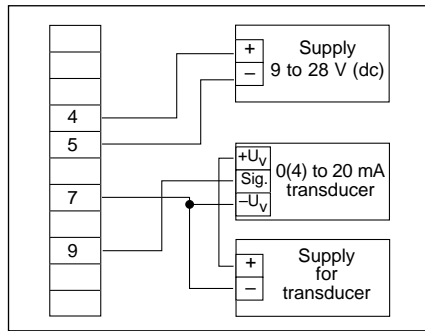 4
5
7
9
+
–
Supply
9 to 28 V (dc)
+Uv
Sig.
–Uv
0(4) to 20 mA
transducer
+
–
Supply
for
transducer